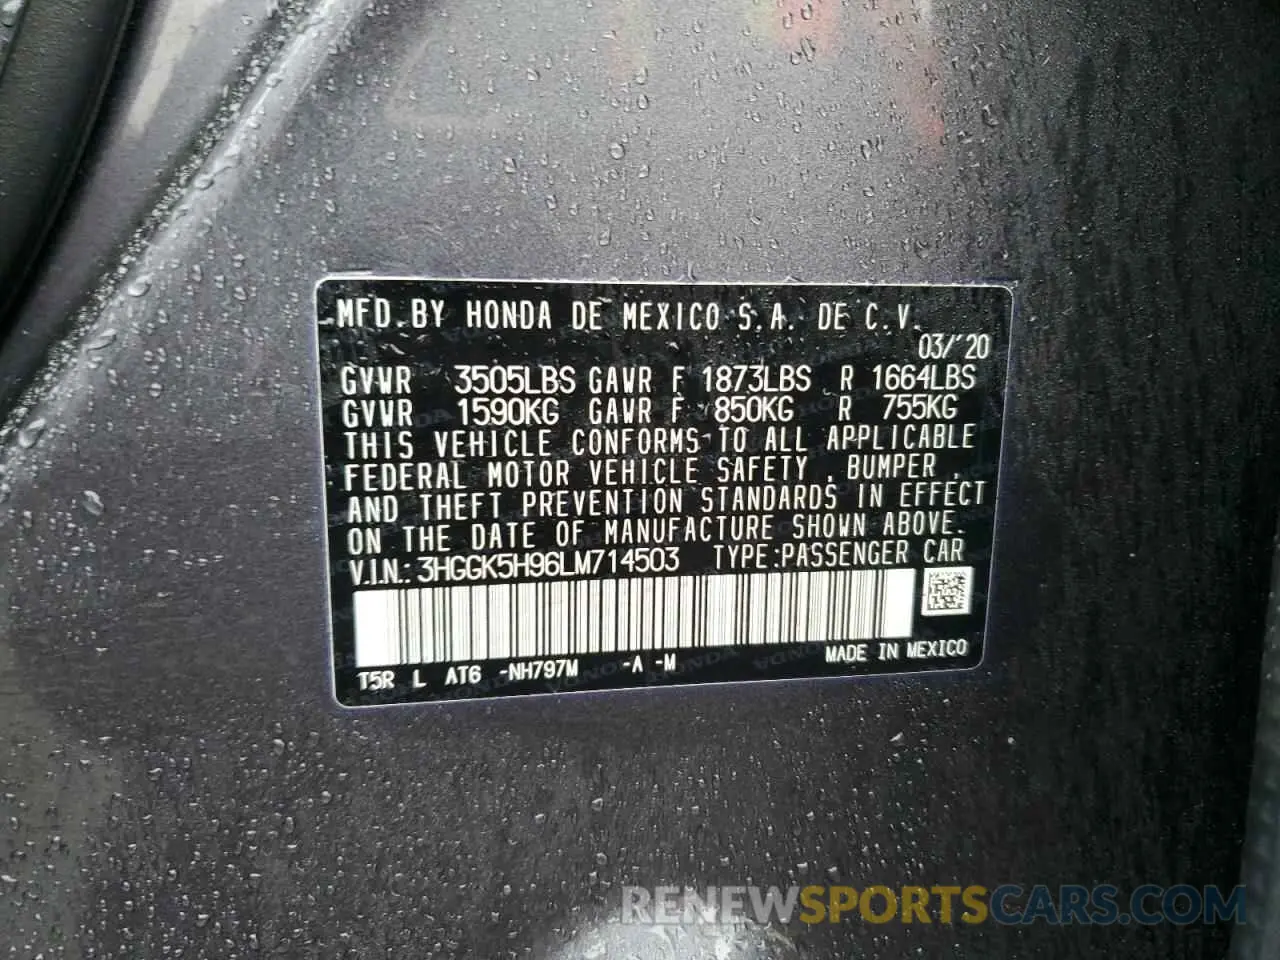 MFD. BY HONDA DE MEXICO S.A. DE C.V.
03/'20
GVWR 3505LBS GAWR F 1873LBS R 1664LBS
GVWR 1590KG GAWR F 850KG R 755KG
THIS VEHICLE CONFORMS TO ALL APPLICABLE
FEDERAL MOTOR VEHICLE SAFETY , BUMPER ,
AND THEFT PREVENTION STANDARDS IN EFFECT
ON THE DATE OF MANUFACTURE SHOWN ABOVE.
V.I.N.: 3HGGK5H96LM714503 TYPE:PASSENGER CAR
T5R L AT6 -NH797M -A -M MADE IN MEXICO
RENEWSPORTSCARS.COM